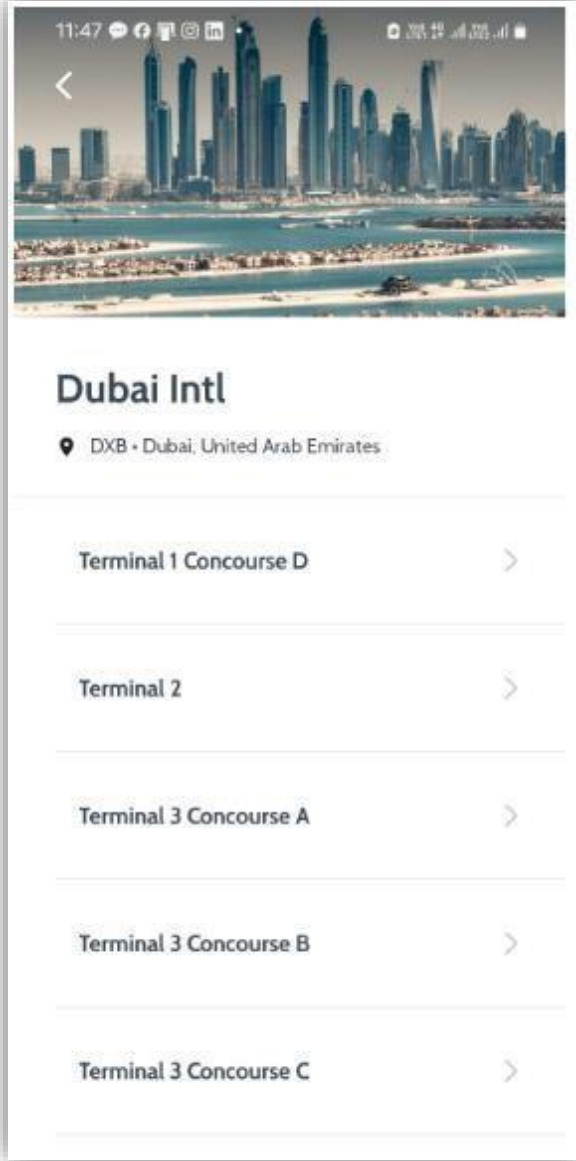 11:47
Dubai Intl
DXB • Dubai, United Arab Emirates
Terminal 1 Concourse D
Terminal 2
Terminal 3 Concourse A
Terminal 3 Concourse B
Terminal 3 Concourse C